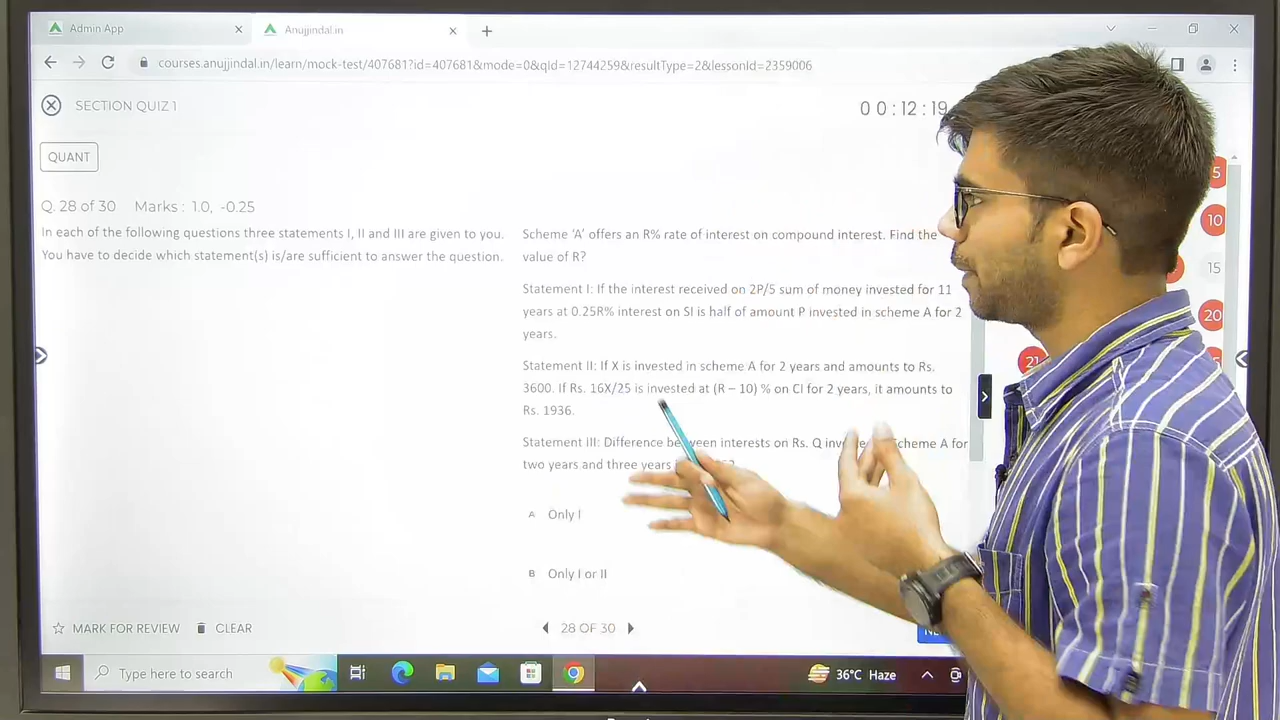 Admin App
Anujjindal.in
courses.anujjindal.in/learn/mock-test/407681?id=407681&mode=0&qId=12744259&resultType=2&lessonId=2359006
SECTION QUIZ 1
00:12:19
QUANT
Q. 28 of 30 Marks : 1.0, -0.25
In each of the following questions three statements I, II and III are given to you.
You have to decide which statement(s) is/are sufficient to answer the question.
Scheme 'A' offers an R% rate of interest on compound interest. Find the
value of R?
Statement I: If the interest received on 2P/5 sum of money invested for 11
years at 0.25R% interest on SI is half of amount P invested in scheme A for 2
years.
Statement II: If X is invested in scheme A for 2 years and amounts to Rs.
3600. If Rs. 16X/25 is invested at (R – 10) % on CI for 2 years, it amounts to
Rs. 1936.
Statement III: Difference between interests on Rs. Q Scheme A for
two years and three years
A Only I
B Only I or II
5
10
15
20
21
MARK FOR REVIEW
CLEAR
28 OF 30
Type here to search
36°C Haze